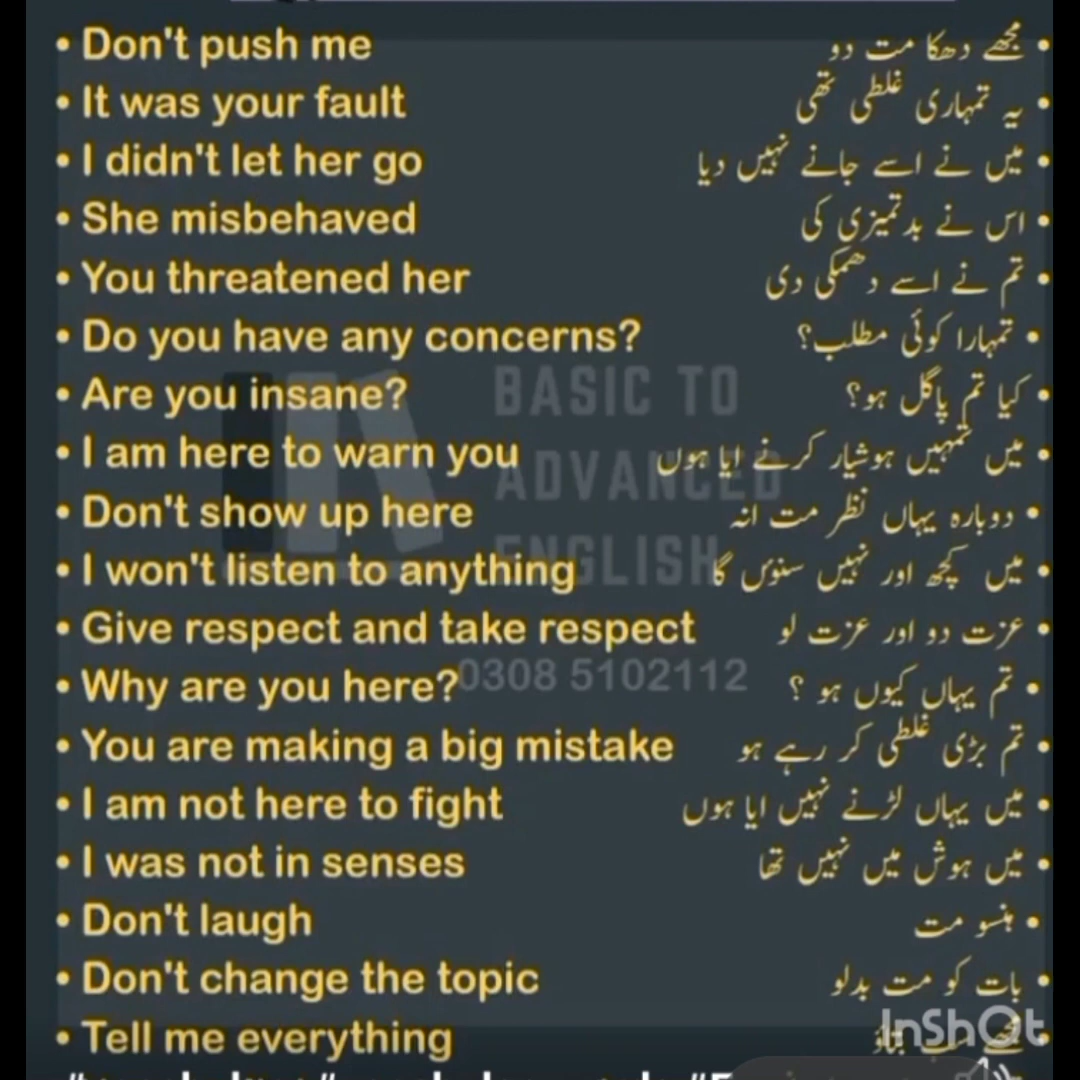 • Don't push me • مجھے دھکا مت دو
• It was your fault • یہ تمہاری غلطی تھی
• I didn't let her go • میں نے اسے جانے نہیں دیا
• She misbehaved • اس نے بدتمیزی کی
• You threatened her • تم نے اسے دھمکی دی
• Do you have any concerns? • تمہارا کوئی مطلب؟
• Are you insane? • کیا تم پاگل ہو؟
• I am here to warn you • میں تمہیں ہوشیار کرنے ایا ہوں
• Don't show up here • دوبارہ یہاں نظر مت انہ
• I won't listen to anything • میں کچھ اور نہیں سنوں گا
• Give respect and take respect • عزت دو اور عزت لو
• Why are you here? • تم یہاں کیوں ہو ؟
• You are making a big mistake • تم بڑی غلطی کر رہے ہو
• I am not here to fight • میں یہاں لڑنے نہیں ایا ہوں
• I was not in senses • میں ہوش میں نہیں تھا
• Don't laugh • ہنسو مت
• Don't change the topic • بات کو مت بدلو
• Tell me everything • مجھے سب بتاؤ
BASIC TO
ADVANCED
ENGLISH
0308 5102112
InShOt